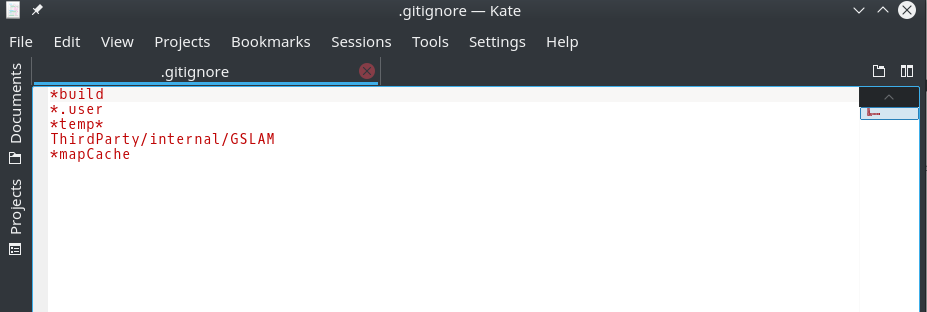 .gitignore — Kate
File Edit View Projects Bookmarks Sessions Tools Settings Help
.gitignore
Documents
Projects
*build
*.user
*temp*
ThirdParty/internal/GSLAM
*mapCache